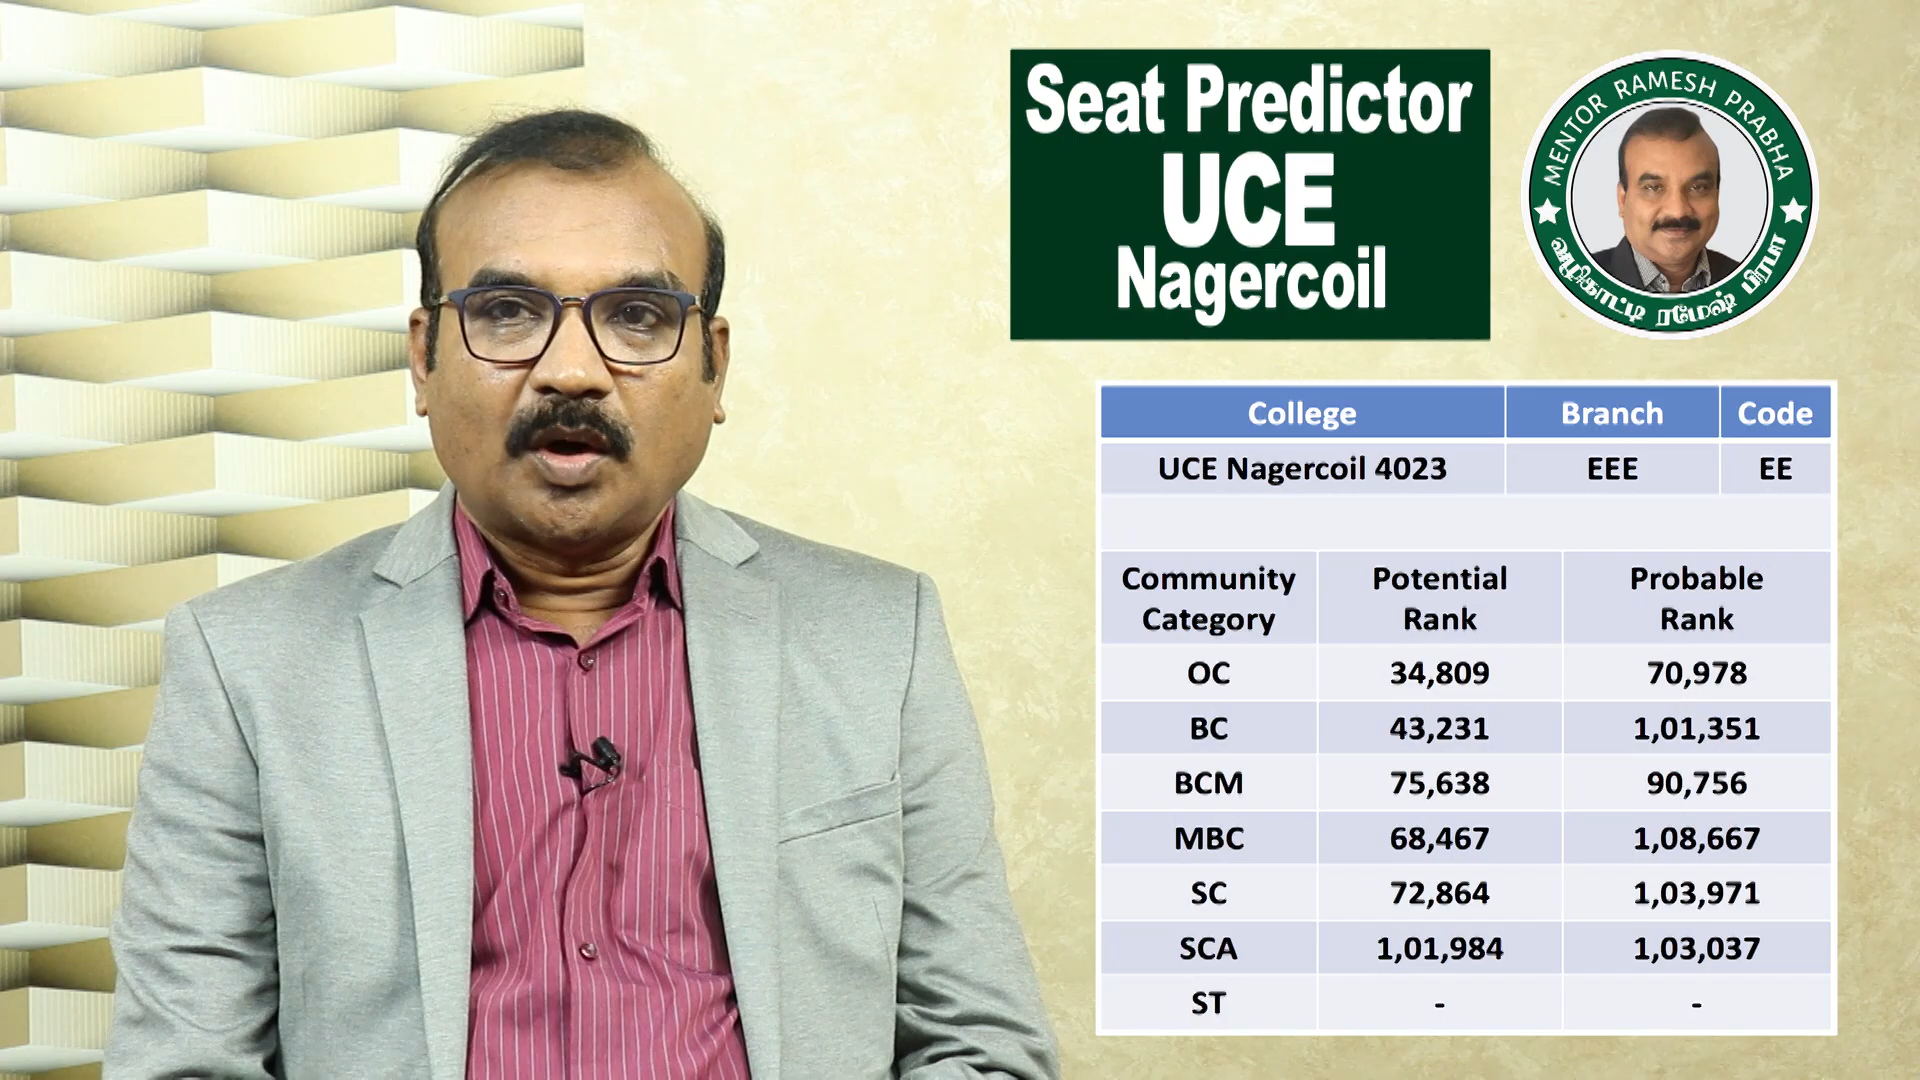 Seat Predictor
UCE
Nagercoil
MENTOR RAMESH PRABHA
வழிகாட்டி ரமேஷ் பிரபா
College Branch Code
UCE Nagercoil 4023 EEE EE
Community Category Potential Rank Probable Rank
OC 34,809 70,978
BC 43,231 1,01,351
BCM 75,638 90,756
MBC 68,467 1,08,667
SC 72,864 1,03,971
SCA 1,01,984 1,03,037
ST - -